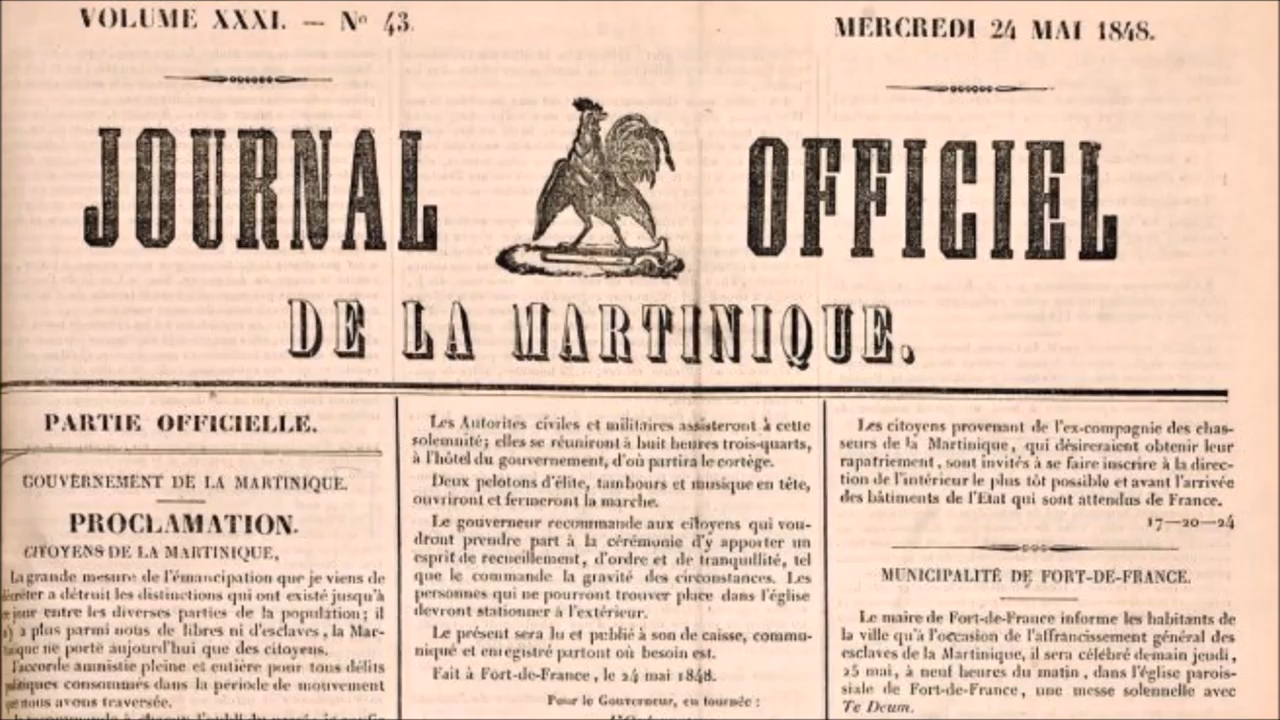 VOLUME XXXI. — Nº 43.
MERCREDI 24 MAI 1848.
JOURNAL OFFICIEL
DE LA MARTINIQUE.
PARTIE OFFICIELLE.
GOUVERNEMENT DE LA MARTINIQUE.
PROCLAMATION.
CITOYENS DE LA MARTINIQUE,
La grande mesure de l'émancipation que je viens de
décréter a détruit les distinctions qui ont existé jusqu'à
ce jour entre les diverses parties de la population; il
n'y a plus parmi nous de libres ni d'esclaves, la Mar-
tinique ne porte aujourd'hui que des citoyens.
J'accorde amnistie pleine et entière pour tous délits
politiques consommés dans la période de mouvement
que nous avons traversée.
Je recommande à chacun l'oubli du passé; je confie
Les Autorités civiles et militaires assisteront à cette
solemnité; elles se réuniront à huit heures trois-quarts,
à l'hôtel du gouvernement, d'où partira le cortège.
Deux pelotons d'élite, tambours et musique en tête,
ouvriront et fermeront la marche.
Le gouverneur recommande aux citoyens qui vou-
dront prendre part à la cérémonie d'y apporter un
esprit de recueillement, d'ordre et de tranquillité, tel
que le commande la gravité des circonstances. Les
personnes qui ne pourront trouver place dans l'église
devront stationner à l'extérieur.
Le présent sera lu et publié à son de caisse, commu-
niqué et enregistré partout où besoin est.
Fait à Fort-de-France, le 24 mai 1848.
Pour le Gouverneur, en tournée :
Les citoyens provenant de l'ex-compagnie des chas-
seurs de la Martinique, qui désireraient obtenir leur
rapatriement, sont invités à se faire inscrire à la direc-
tion de l'intérieur le plus tôt possible et avant l'arrivée
des bâtiments de l'État qui sont attendus de France.
17—20—24
MUNICIPALITÉ DE FORT-DE-FRANCE.
Le maire de Fort-de-France informe les habitants de
la ville qu'à l'occasion de l'affranchissement général des
esclaves de la Martinique, il sera célébré demain jeudi,
25 mai, à neuf heures du matin, dans l'église parois-
siale de Fort-de-France, une messe solennelle avec
Te Deum.